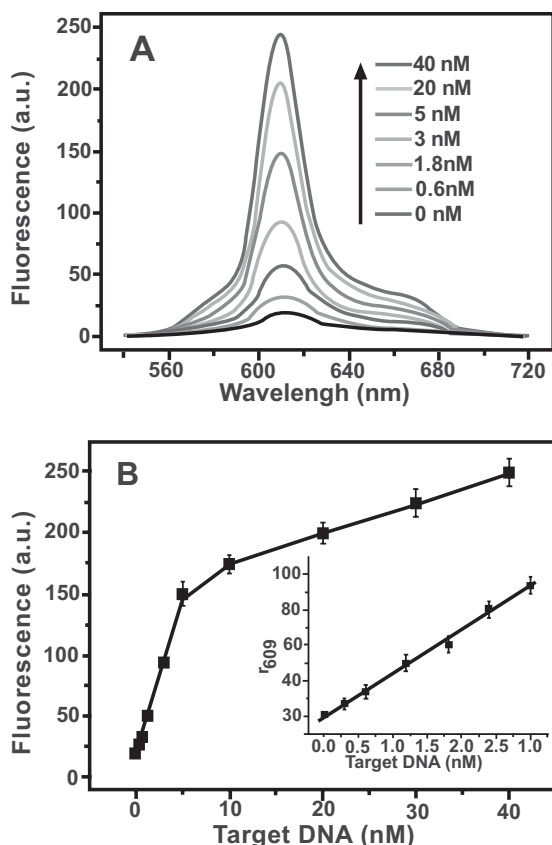 A
250
200
150
100
50
0
Fluorescence (a.u.)
40 nM
20 nM
5 nM
3 nM
1.8nM
0.6nM
0 nM
560
600
640
680
720
Wavelengh (nm)
B
250
200
150
100
50
0
Fluorescence (a.u.)
100
80
60
40
30
r609
0.0
0.5
1.0
1.5
2.0
2.5
1.0
Target DNA (nM)
0
10
20
30
40
Target DNA (nM)